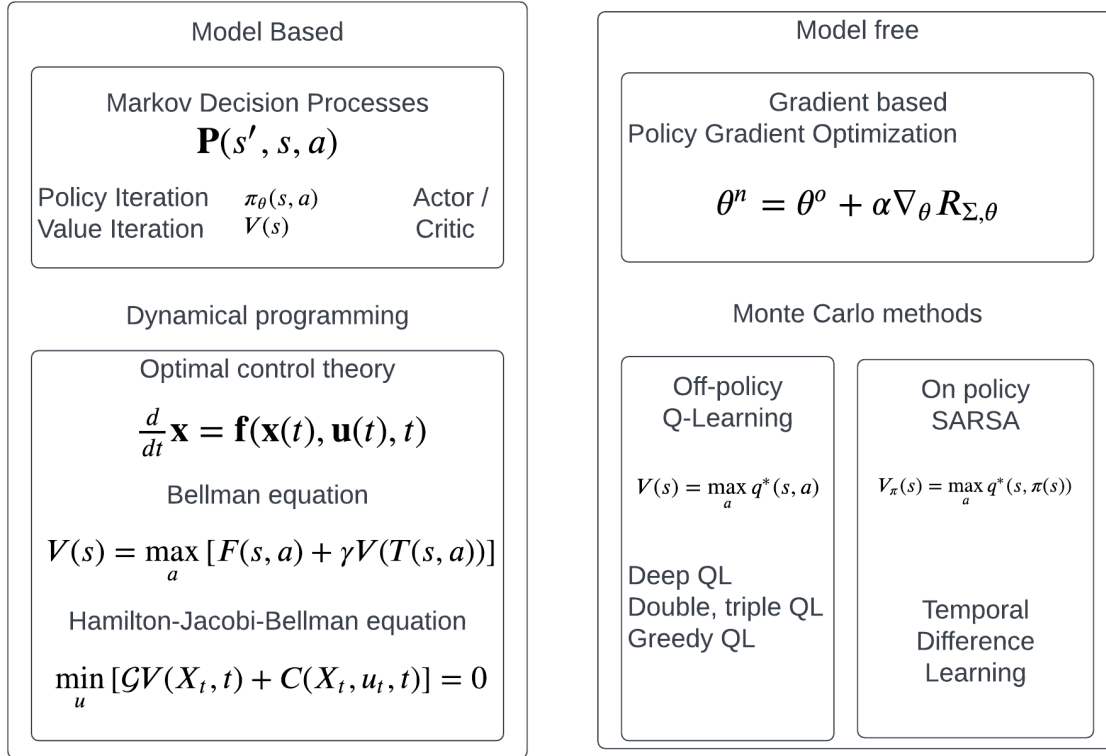 Model Based
Markov Decision Processes
P(s′, s, a)
Policy Iteration π_θ(s, a) Actor /
Value Iteration V(s) Critic
Dynamical programming
Optimal control theory
d/dt x = f(x(t), u(t), t)
Bellman equation
V(s) = max_a [F(s, a) + γV(T(s, a))]
Hamilton-Jacobi-Bellman equation
min_u [𝒢V(X_t, t) + C(X_t, u_t, t)] = 0
Model free
Gradient based
Policy Gradient Optimization
θⁿ = θᵒ + α∇_θ R_Σ,θ
Monte Carlo methods
Off-policy
Q-Learning
V(s) = max_a q*(s, a)
Deep QL
Double, triple QL
Greedy QL
On policy
SARSA
V_π(s) = max_a q*(s, π(s))
Temporal
Difference
Learning